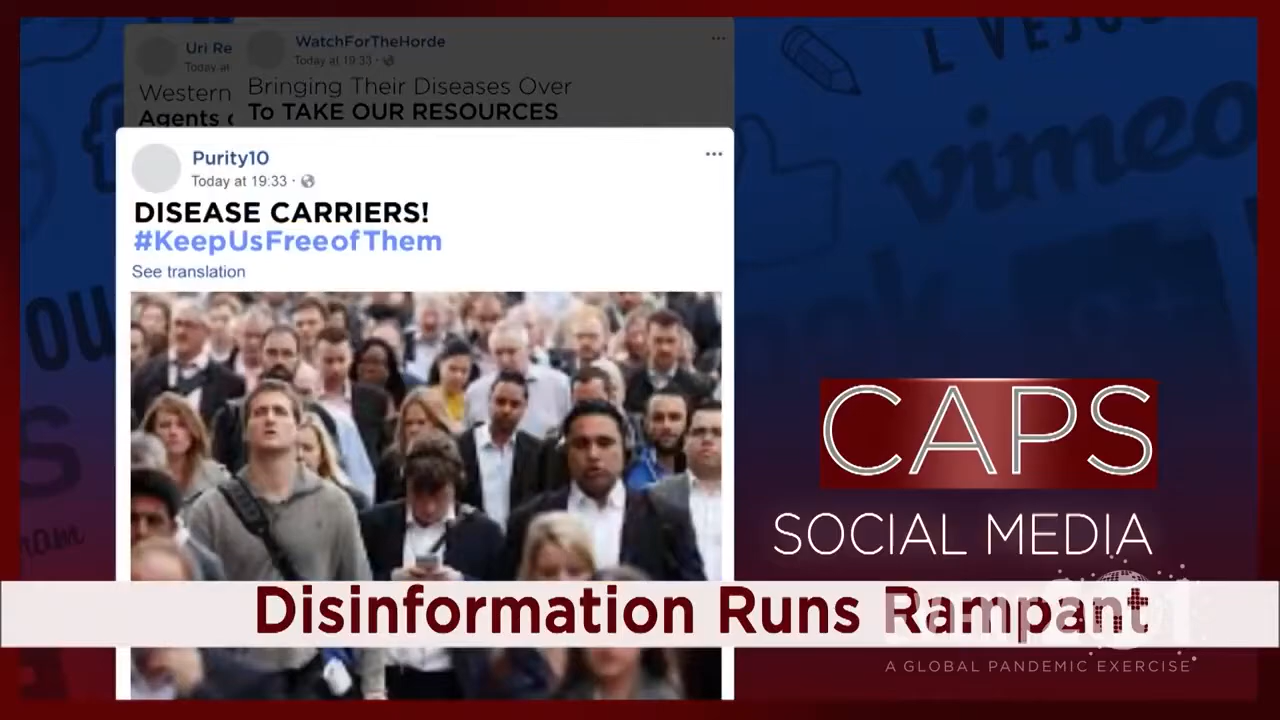 Uri Re
Today at
Western
Agents
WatchForTheHorde
Today at 19:33
Bringing Their Diseases Over
To TAKE OUR RESOURCES
Purity10
Today at 19:33
DISEASE CARRIERS!
#KeepUsFreeofThem
See translation
vimeo
CAPS
SOCIAL MEDIA
Disinformation Runs Rampant
A GLOBAL PANDEMIC EXERCISE